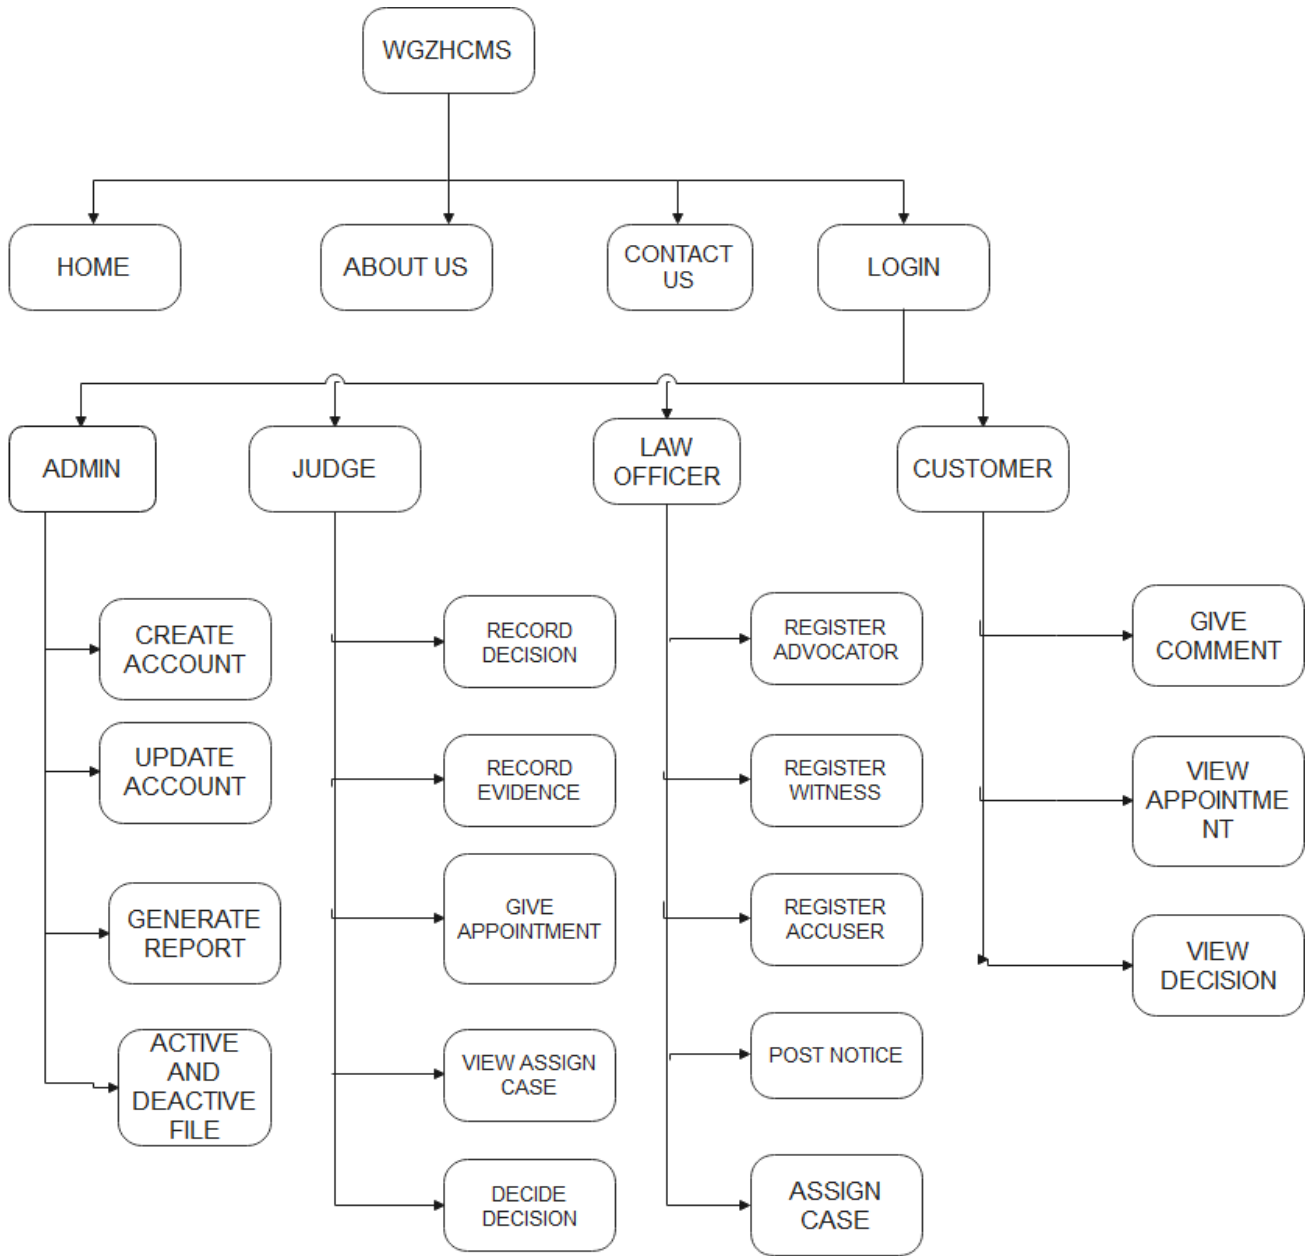 WGZHCMS
HOME
ABOUT US
CONTACT
US
LOGIN
ADMIN
JUDGE
LAW
OFFICER
CUSTOMER
CREATE
ACCOUNT
UPDATE
ACCOUNT
GENERATE
REPORT
ACTIVE
AND
DEACTIVE
FILE
RECORD
DECISION
RECORD
EVIDENCE
GIVE
APPOINTMENT
VIEW ASSIGN
CASE
DECIDE
DECISION
REGISTER
ADVOCATOR
REGISTER
WITNESS
REGISTER
ACCUSER
POST NOTICE
ASSIGN
CASE
GIVE
COMMENT
VIEW
APPOINTME
NT
VIEW
DECISION